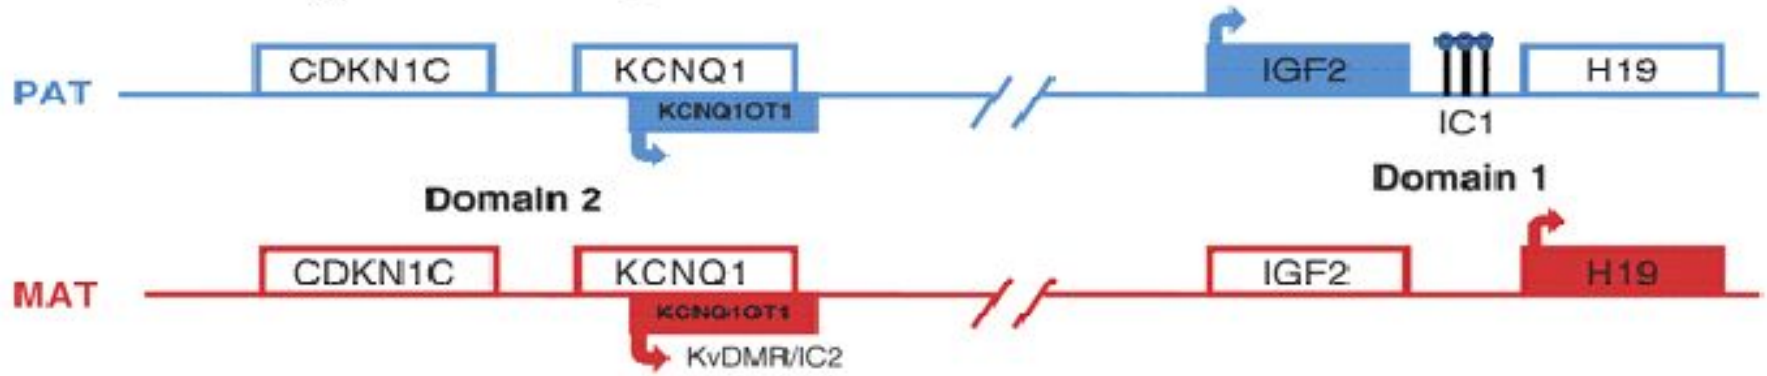 CDKN1C KCNQ1 IGF2 H19
PAT
KCNQ1OT1
IC1
Domain 2 Domain 1
CDKN1C KCNQ1 IGF2 H19
MAT
KCNQ1OT1
KvDMR/IC2